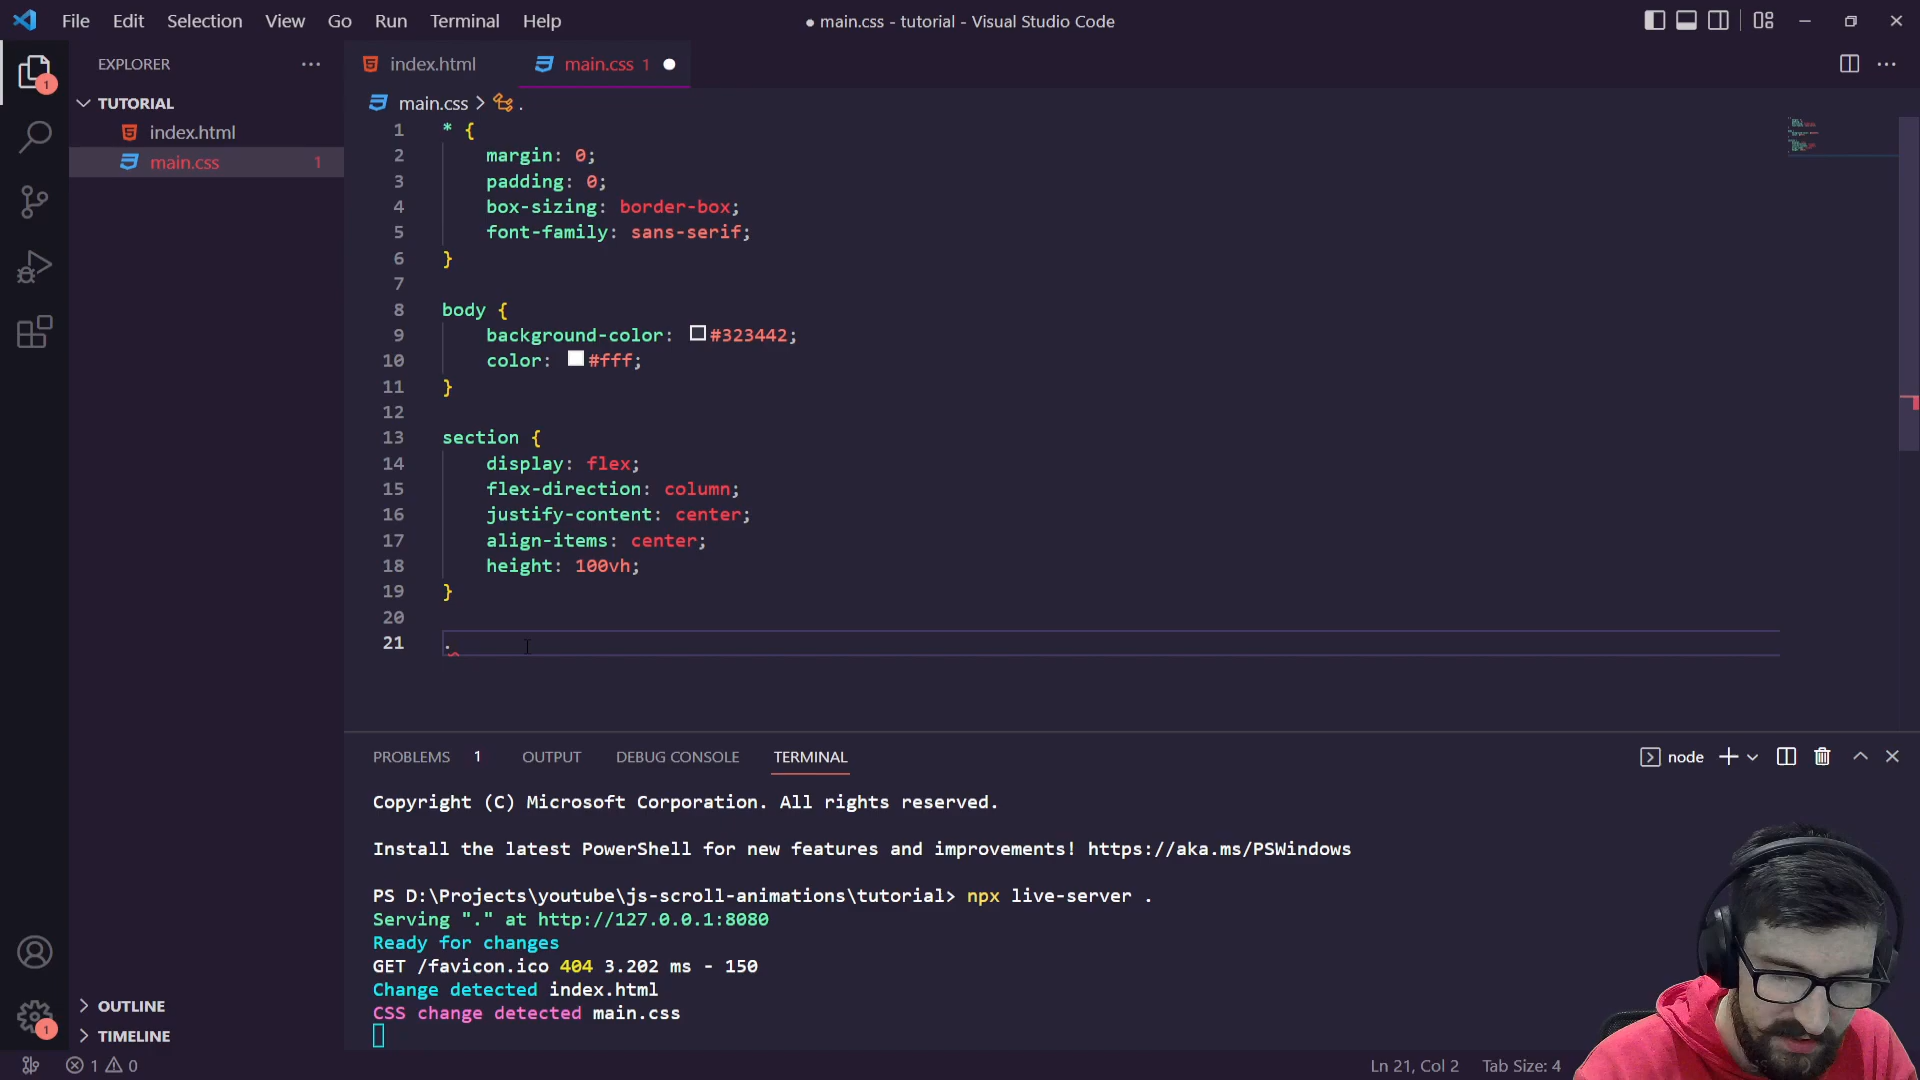 File Edit Selection View Go Run Terminal Help
● main.css - tutorial - Visual Studio Code
EXPLORER
index.html
main.css 1
1
TUTORIAL
index.html
main.css 1
main.css > .
1 * {
2 margin: 0;
3 padding: 0;
4 box-sizing: border-box;
5 font-family: sans-serif;
6 }
7
8 body {
9 background-color: #323442;
10 color: #fff;
11 }
12
13 section {
14 display: flex;
15 flex-direction: column;
16 justify-content: center;
17 align-items: center;
18 height: 100vh;
19 }
20
21 .
PROBLEMS 1 OUTPUT DEBUG CONSOLE TERMINAL
node
Copyright (C) Microsoft Corporation. All rights reserved.
Install the latest PowerShell for new features and improvements! https://aka.ms/PSWindows
PS D:\Projects\youtube\js-scroll-animations\tutorial> npx live-server .
Serving "." at http://127.0.0.1:8080
Ready for changes
GET /favicon.ico 404 3.202 ms - 150
Change detected index.html
CSS change detected main.css
OUTLINE
1
TIMELINE
1 0
Ln 21, Col 2 Tab Size: 4